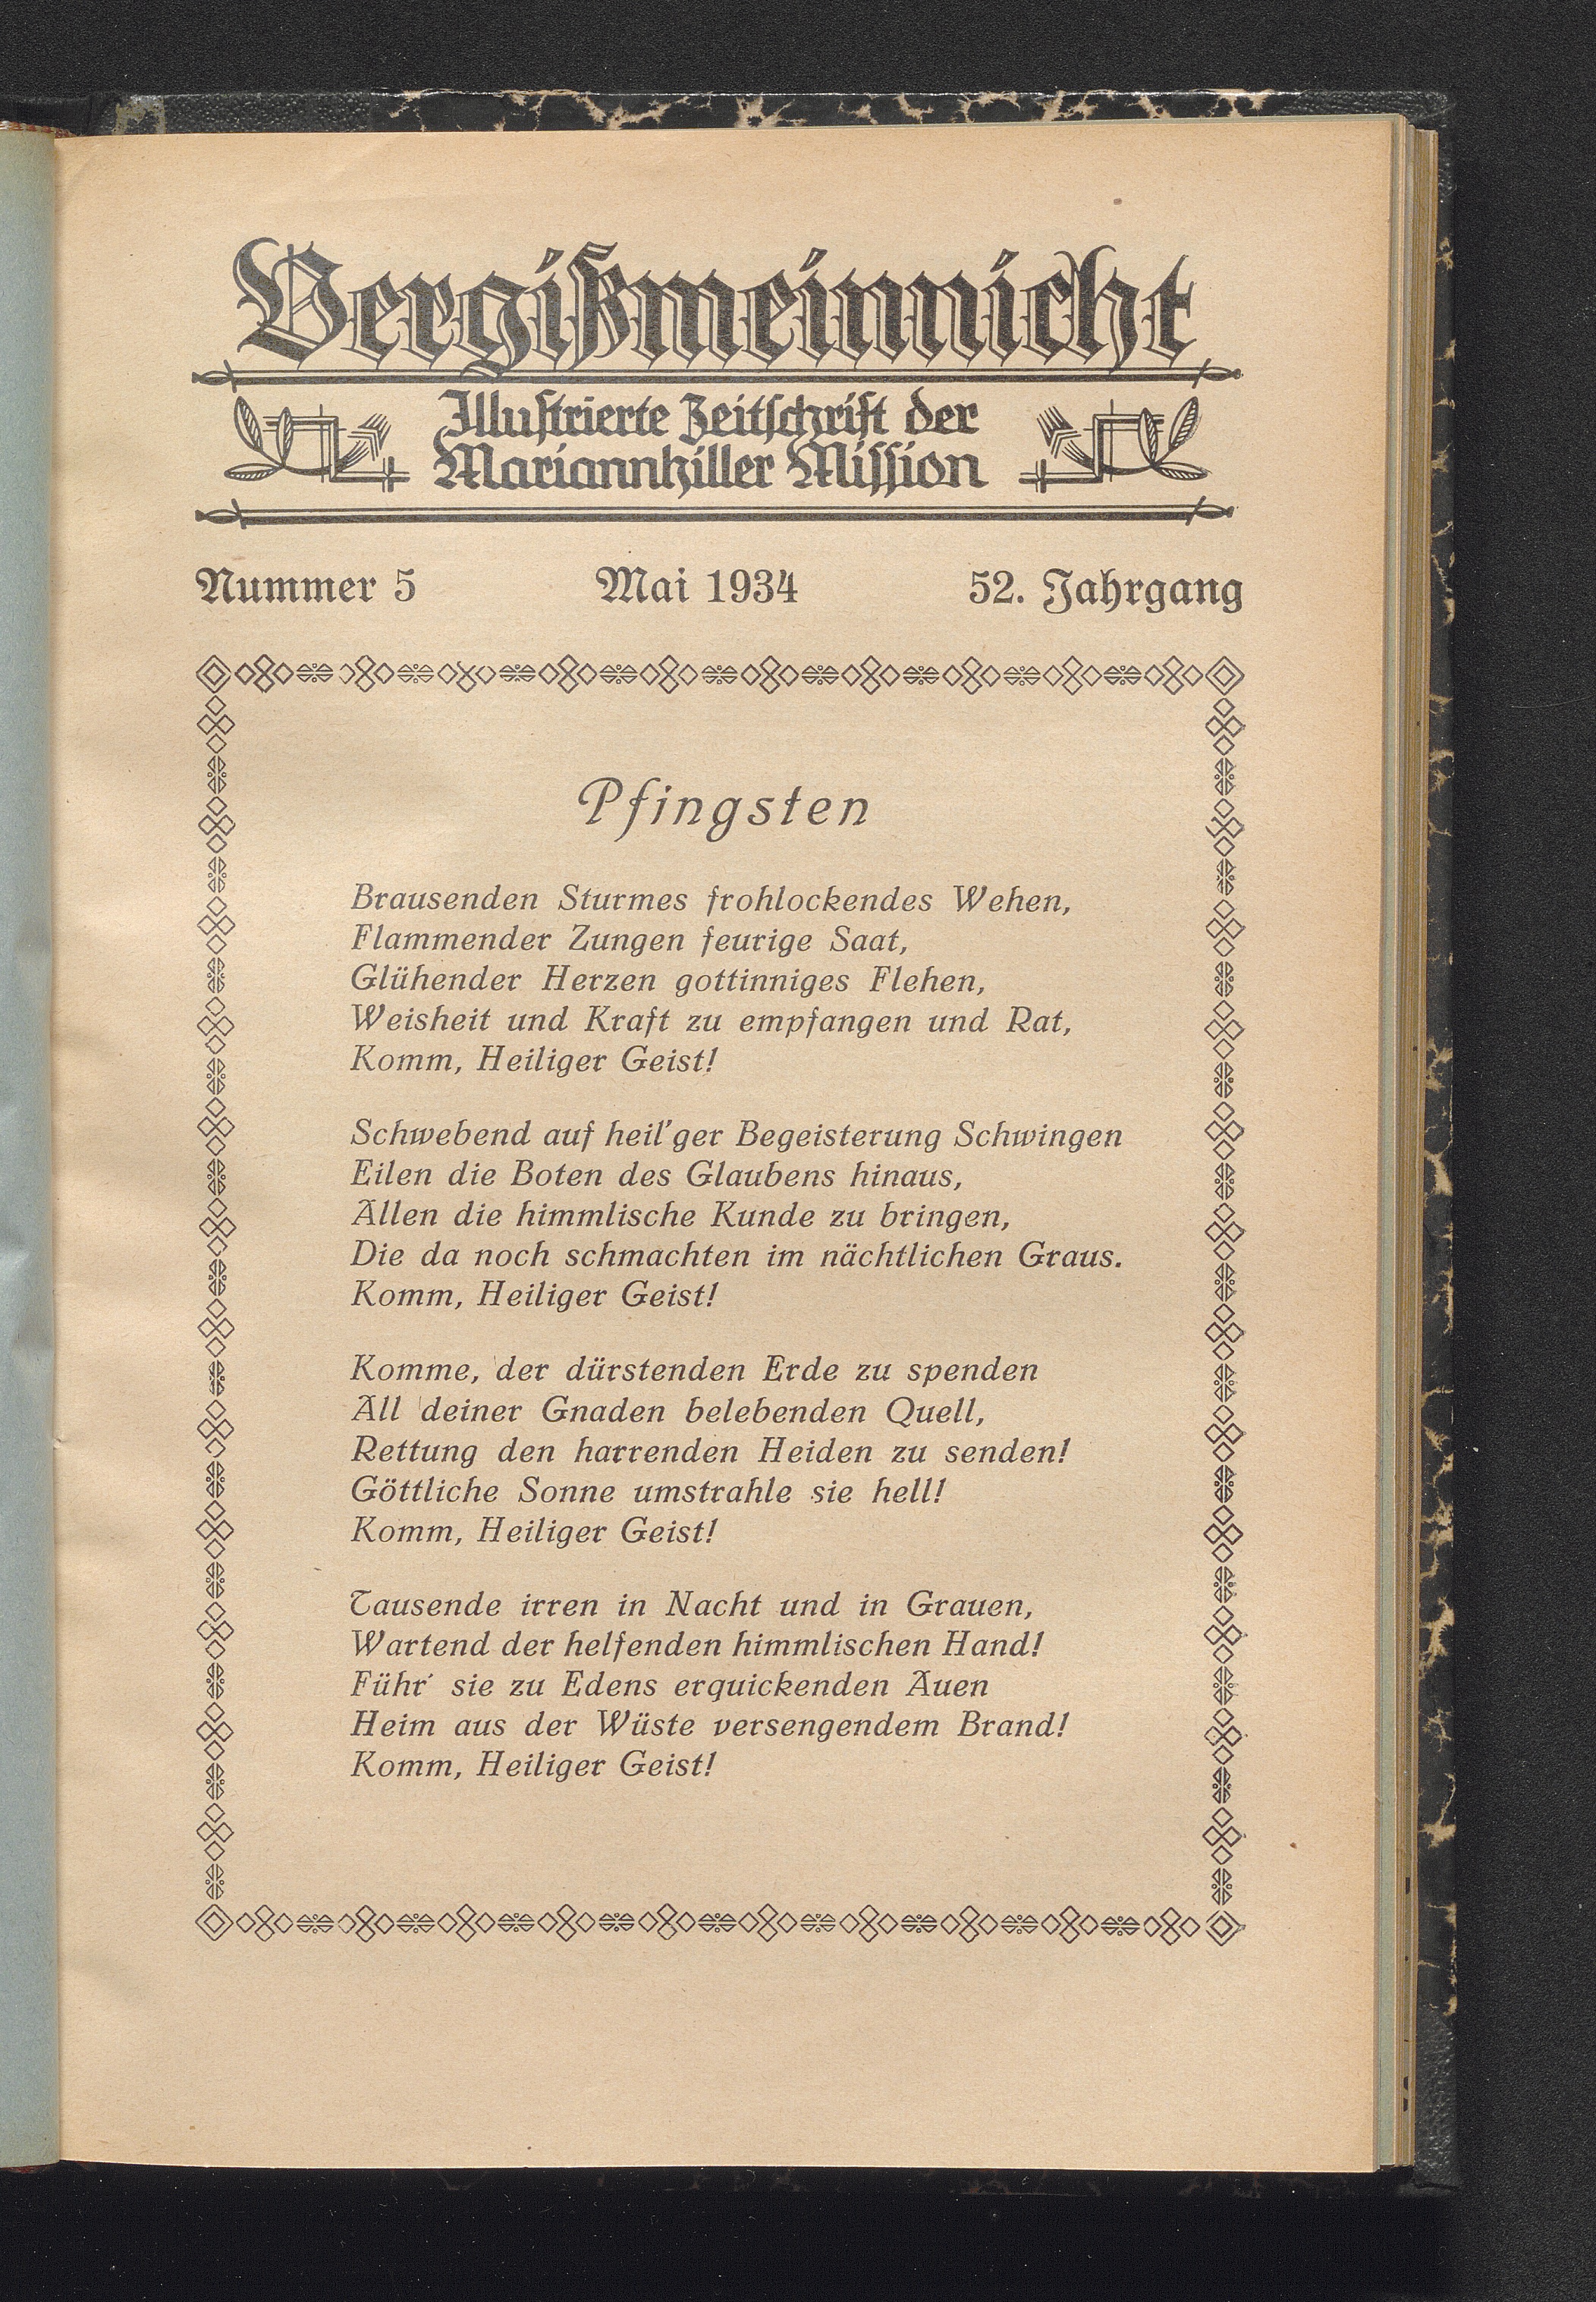 Vergißmeinnicht
Illustrierte Zeitschrift der
Mariannhiller Mission
Nummer 5 Mai 1934 52. Jahrgang
Pfingsten
Brausenden Sturmes frohlockendes Wehen,
Flammender Zungen feurige Saat,
Glühender Herzen gottinniges Flehen,
Weisheit und Kraft zu empfangen und Rat,
Komm, Heiliger Geist!
Schwebend auf heil'ger Begeisterung Schwingen
Eilen die Boten des Glaubens hinaus,
Allen die himmlische Kunde zu bringen,
Die da noch schmachten im nächtlichen Graus.
Komm, Heiliger Geist!
Komme, der dürstenden Erde zu spenden
All deiner Gnaden belebenden Quell,
Rettung den harrenden Heiden zu senden!
Göttliche Sonne umstrahle sie hell!
Komm, Heiliger Geist!
Tausende irren in Nacht und in Grauen,
Wartend der helfenden himmlischen Hand!
Führ' sie zu Edens erquickenden Auen
Heim aus der Wüste versengendem Brand!
Komm, Heiliger Geist!